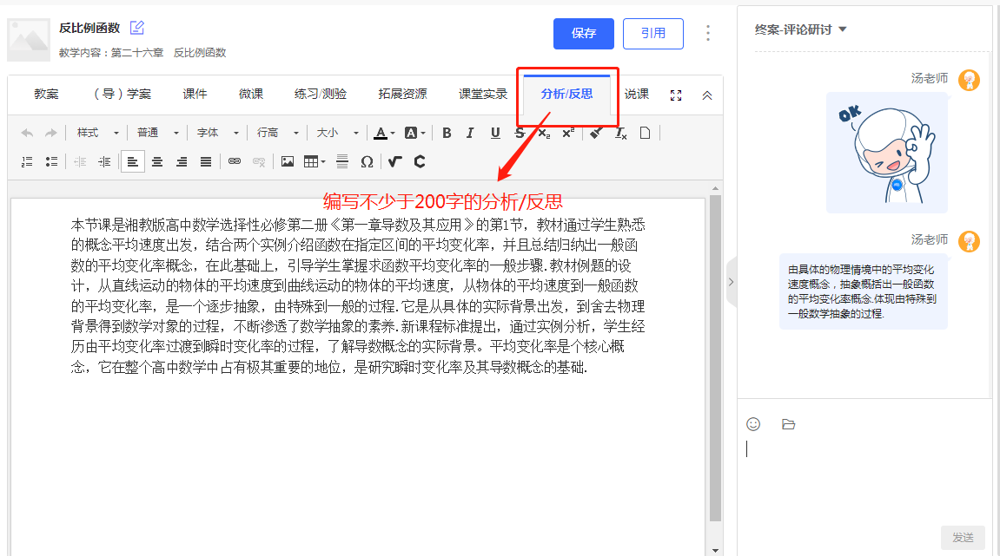 反比例函数
教学内容：第二十六章 反比例函数
保存
引用
教案 （导）学案 课件 微课 练习/测验 拓展资源 课堂实录 分析/反思 说课
样式 普通 字体 行高 大小 A A B I U S x₂ x² Tx
Ω C
编写不少于200字的分析/反思
本节课是湘教版高中数学选择性必修第二册《第一章导数及其应用》的第1节，教材通过学生熟悉
的概念平均速度出发，结合两个实例介绍函数在指定区间的平均变化率，并且总结归纳出一般函
数的平均变化率概念，在此基础上，引导学生掌握求函数平均变化率的一般步骤.教材例题的设
计，从直线运动的物体的平均速度到曲线运动的物体的平均速度，从物体的平均速度到一般函数
的平均变化率，是一个逐步抽象，由特殊到一般的过程.它是从具体的实际背景出发，到舍去物理
背景得到数学对象的过程，不断渗透了数学抽象的素养.新课程标准提出，通过实例分析，学生经
历由平均变化率过渡到瞬时变化率的过程，了解导数概念的实际背景。平均变化率是个核心概
念，它在整个高中数学中占有极其重要的地位，是研究瞬时变化率及其导数概念的基础.
终案-评论研讨
汤老师
OK
汤老师
由具体的物理情境中的平均变化
速度概念，抽象概括出一般函数
的平均变化率概念.体现由特殊到
一般数学抽象的过程.
发送